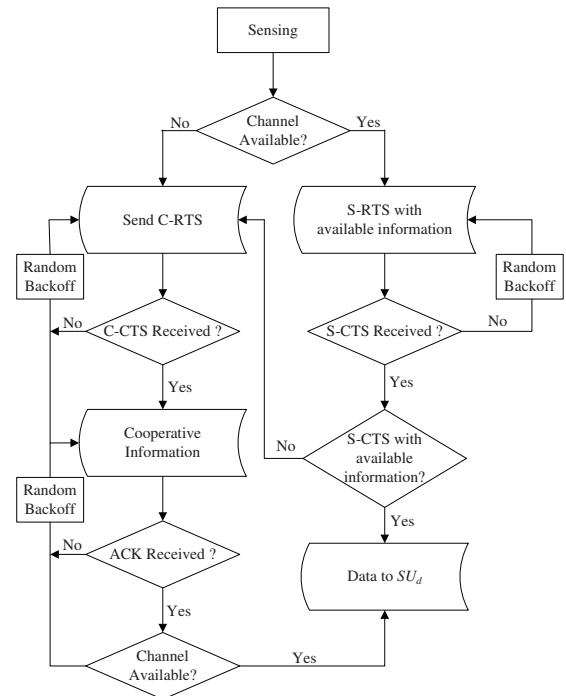 Sensing
Channel
Available?
No
Yes
Send C-RTS
S-RTS with
available information
Random
Backoff
Random
Backoff
C-CTS Received ?
No
S-CTS Received ?
No
Yes
Yes
Cooperative
Information
No
S-CTS with
available
information?
Random
Backoff
Yes
ACK Received ?
No
Data to SUd
Yes
Channel
Available?
Yes